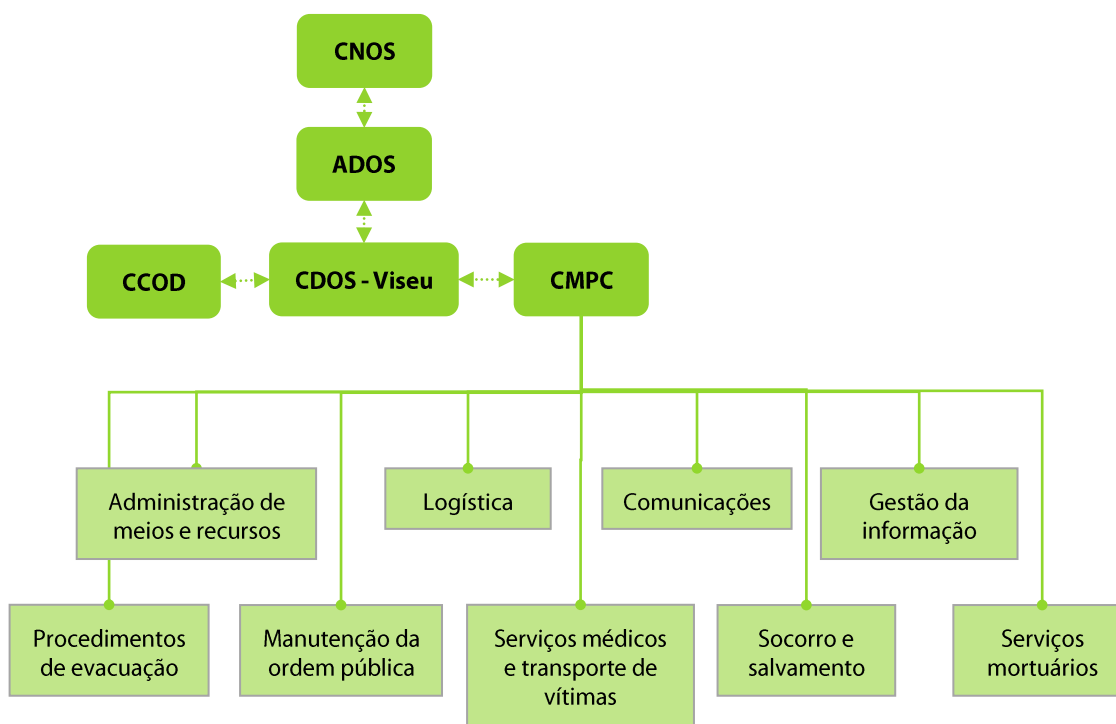 CNOS
ADOS
CCOD
CDOS - Viseu
CMPC
Administração de
meios e recursos
Logística
Comunicações
Gestão da
informação
Procedimentos
de evacuação
Manutenção da
ordem pública
Serviços médicos
e transporte de
vítimas
Socorro e
salvamento
Serviços
mortuários